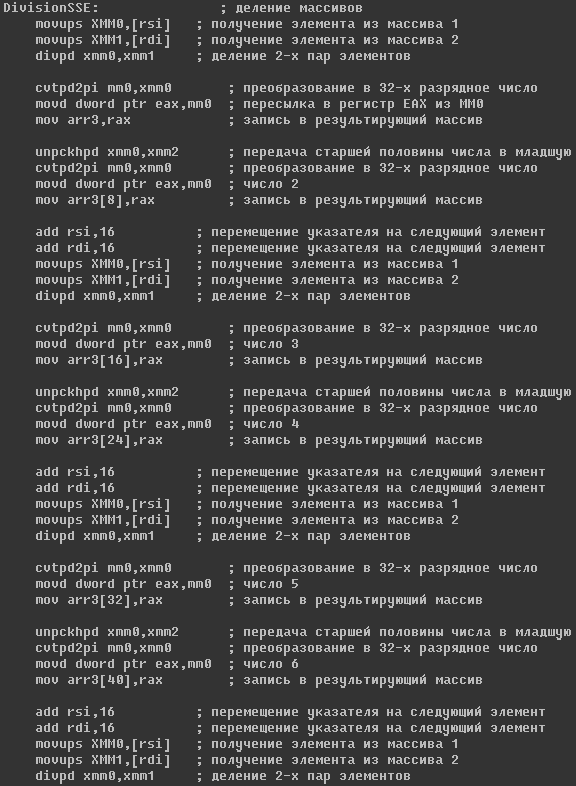 DivisionSSE: ; деление массивов
movups XMM0,[rsi] ; получение элемента из массива 1
movups XMM1,[rdi] ; получение элемента из массива 2
divpd xmm0,xmm1 ; деление 2-х пар элементов
cvtpd2pi mm0,xmm0 ; преобразование в 32-х разрядное число
movd dword ptr eax,mm0 ; пересылка в регистр EAX из MM0
mov arr3,rax ; запись в результирующий массив
unpckhpd xmm0,xmm2 ; передача старшей половины числа в младшую
cvtpd2pi mm0,xmm0 ; преобразование в 32-х разрядное число
movd dword ptr eax,mm0 ; число 2
mov arr3[8],rax ; запись в результирующий массив
add rsi,16 ; перемещение указателя на следующий элемент
add rdi,16 ; перемещение указателя на следующий элемент
movups XMM0,[rsi] ; получение элемента из массива 1
movups XMM1,[rdi] ; получение элемента из массива 2
divpd xmm0,xmm1 ; деление 2-х пар элементов
cvtpd2pi mm0,xmm0 ; преобразование в 32-х разрядное число
movd dword ptr eax,mm0 ; число 3
mov arr3[16],rax ; запись в результирующий массив
unpckhpd xmm0,xmm2 ; передача старшей половины числа в младшую
cvtpd2pi mm0,xmm0 ; преобразование в 32-х разрядное число
movd dword ptr eax,mm0 ; число 4
mov arr3[24],rax ; запись в результирующий массив
add rsi,16 ; перемещение указателя на следующий элемент
add rdi,16 ; перемещение указателя на следующий элемент
movups XMM0,[rsi] ; получение элемента из массива 1
movups XMM1,[rdi] ; получение элемента из массива 2
divpd xmm0,xmm1 ; деление 2-х пар элементов
cvtpd2pi mm0,xmm0 ; преобразование в 32-х разрядное число
movd dword ptr eax,mm0 ; число 5
mov arr3[32],rax ; запись в результирующий массив
unpckhpd xmm0,xmm2 ; передача старшей половины числа в младшую
cvtpd2pi mm0,xmm0 ; преобразование в 32-х разрядное число
movd dword ptr eax,mm0 ; число 6
mov arr3[40],rax ; запись в результирующий массив
add rsi,16 ; перемещение указателя на следующий элемент
add rdi,16 ; перемещение указателя на следующий элемент
movups XMM0,[rsi] ; получение элемента из массива 1
movups XMM1,[rdi] ; получение элемента из массива 2
divpd xmm0,xmm1 ; деление 2-х пар элементов